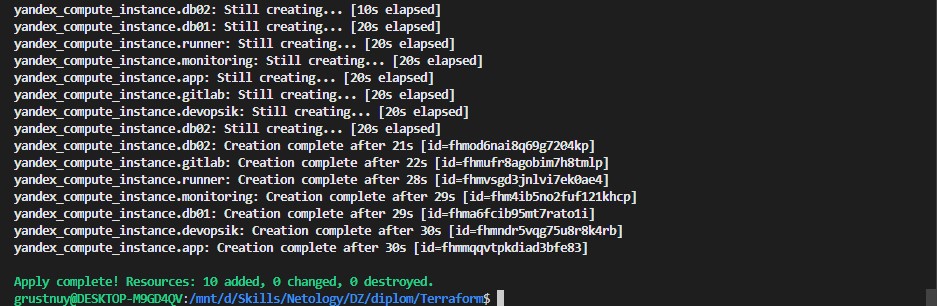 yandex_compute_instance.db02: Still creating... [10s elapsed]
yandex_compute_instance.db01: Still creating... [20s elapsed]
yandex_compute_instance.runner: Still creating... [20s elapsed]
yandex_compute_instance.monitoring: Still creating... [20s elapsed]
yandex_compute_instance.app: Still creating... [20s elapsed]
yandex_compute_instance.gitlab: Still creating... [20s elapsed]
yandex_compute_instance.devopsik: Still creating... [20s elapsed]
yandex_compute_instance.db02: Still creating... [20s elapsed]
yandex_compute_instance.db02: Creation complete after 21s [id=fhmod6nai8q69g7204kp]
yandex_compute_instance.gitlab: Creation complete after 22s [id=fhmufr8agobim7h8tmlp]
yandex_compute_instance.runner: Creation complete after 28s [id=fhmvsgd3jnlvi7ek0ae4]
yandex_compute_instance.monitoring: Creation complete after 29s [id=fhm4ib5no2fuf121khcp]
yandex_compute_instance.db01: Creation complete after 29s [id=fhma6fcib95mt7rato1i]
yandex_compute_instance.devopsik: Creation complete after 30s [id=fhmndr5vqg75u8r8k4rb]
yandex_compute_instance.app: Creation complete after 30s [id=fhmmqqvtpkdiad3bfe83]
Apply complete! Resources: 10 added, 0 changed, 0 destroyed.
grustnuy@DESKTOP-M9GD4QV:/mnt/d/Skills/Netology/DZ/diplom/Terraform$